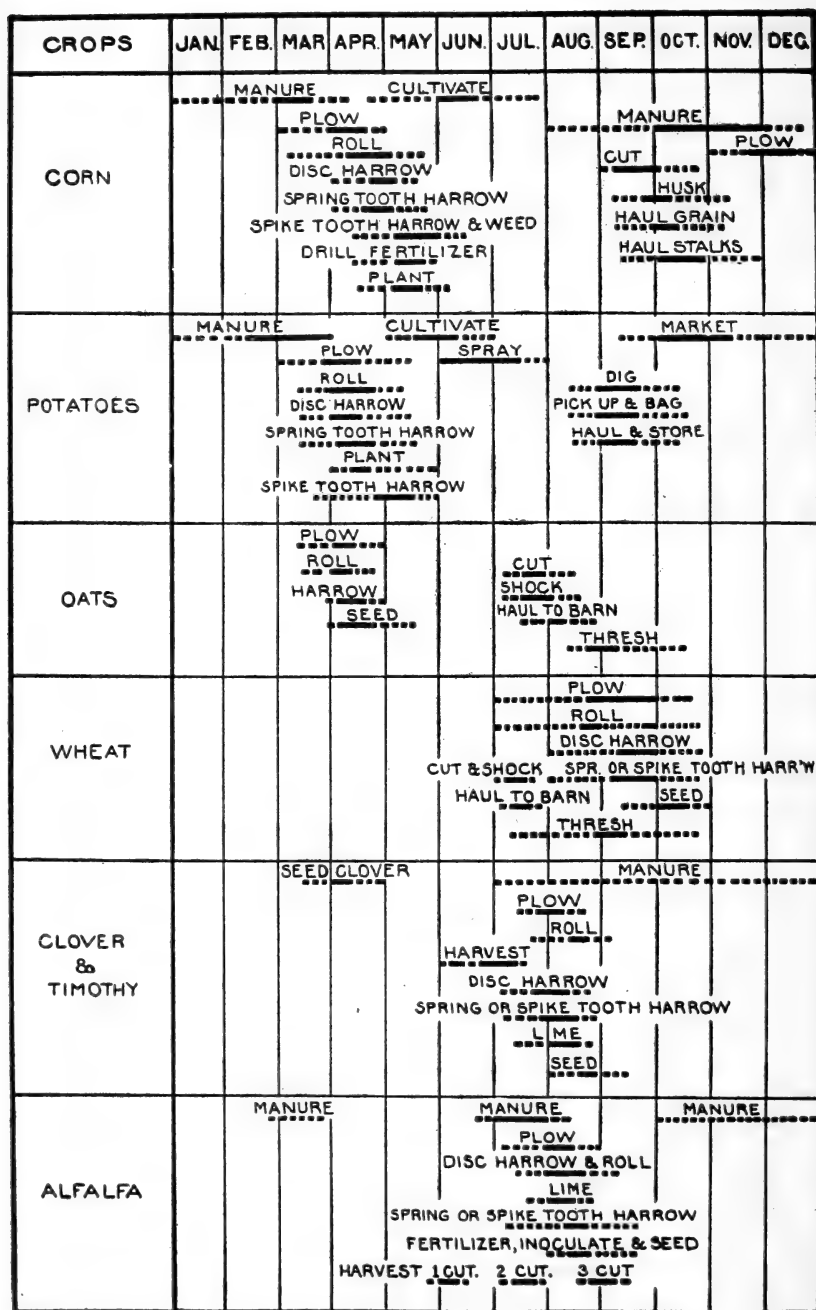 CROPS JAN. FEB. MAR APR. MAY JUN. JUL. AUG. SEP. OCT. NOV. DEC.
CORN
MANURE CULTIVATE
MANURE
PLOW
PLOW
ROLL
CUT
DISC HARROW
HUSK
SPRING TOOTH HARROW
HAUL GRAIN
SPIKE TOOTH HARROW & WEED
HAUL STALKS
DRILL FERTILIZER
PLANT
POTATOES
MANURE CULTIVATE MARKET
PLOW SPRAY
ROLL DIG
DISC HARROW PICK UP & BAG
SPRING TOOTH HARROW HAUL & STORE
PLANT
SPIKE TOOTH HARROW
OATS
PLOW
ROLL CUT
HARROW SHOCK
SEED HAUL TO BARN
THRESH
WHEAT
PLOW
ROLL
DISC HARROW
CUT & SHOCK SPR. OR SPIKE TOOTH HARR'W
HAUL TO BARN SEED
THRESH
CLOVER
&
TIMOTHY
SEED CLOVER MANURE
PLOW
ROLL
HARVEST
DISC HARROW
SPRING OR SPIKE TOOTH HARROW
LIME
SEED
ALFALFA
MANURE MANURE MANURE
PLOW
DISC HARROW & ROLL
LIME
SPRING OR SPIKE TOOTH HARROW
FERTILIZER, INOCULATE & SEED
HARVEST 1 CUT. 2 CUT. 3 CUT